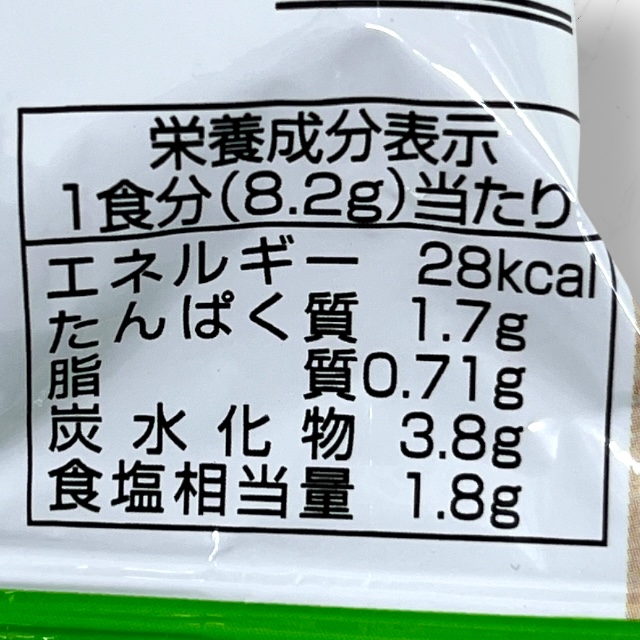 栄養成分表示
1食分(8.2g)当たり
エネルギー 28kcal
たんぱく質 1.7g
脂質 0.71g
炭水化物 3.8g
食塩相当量 1.8g